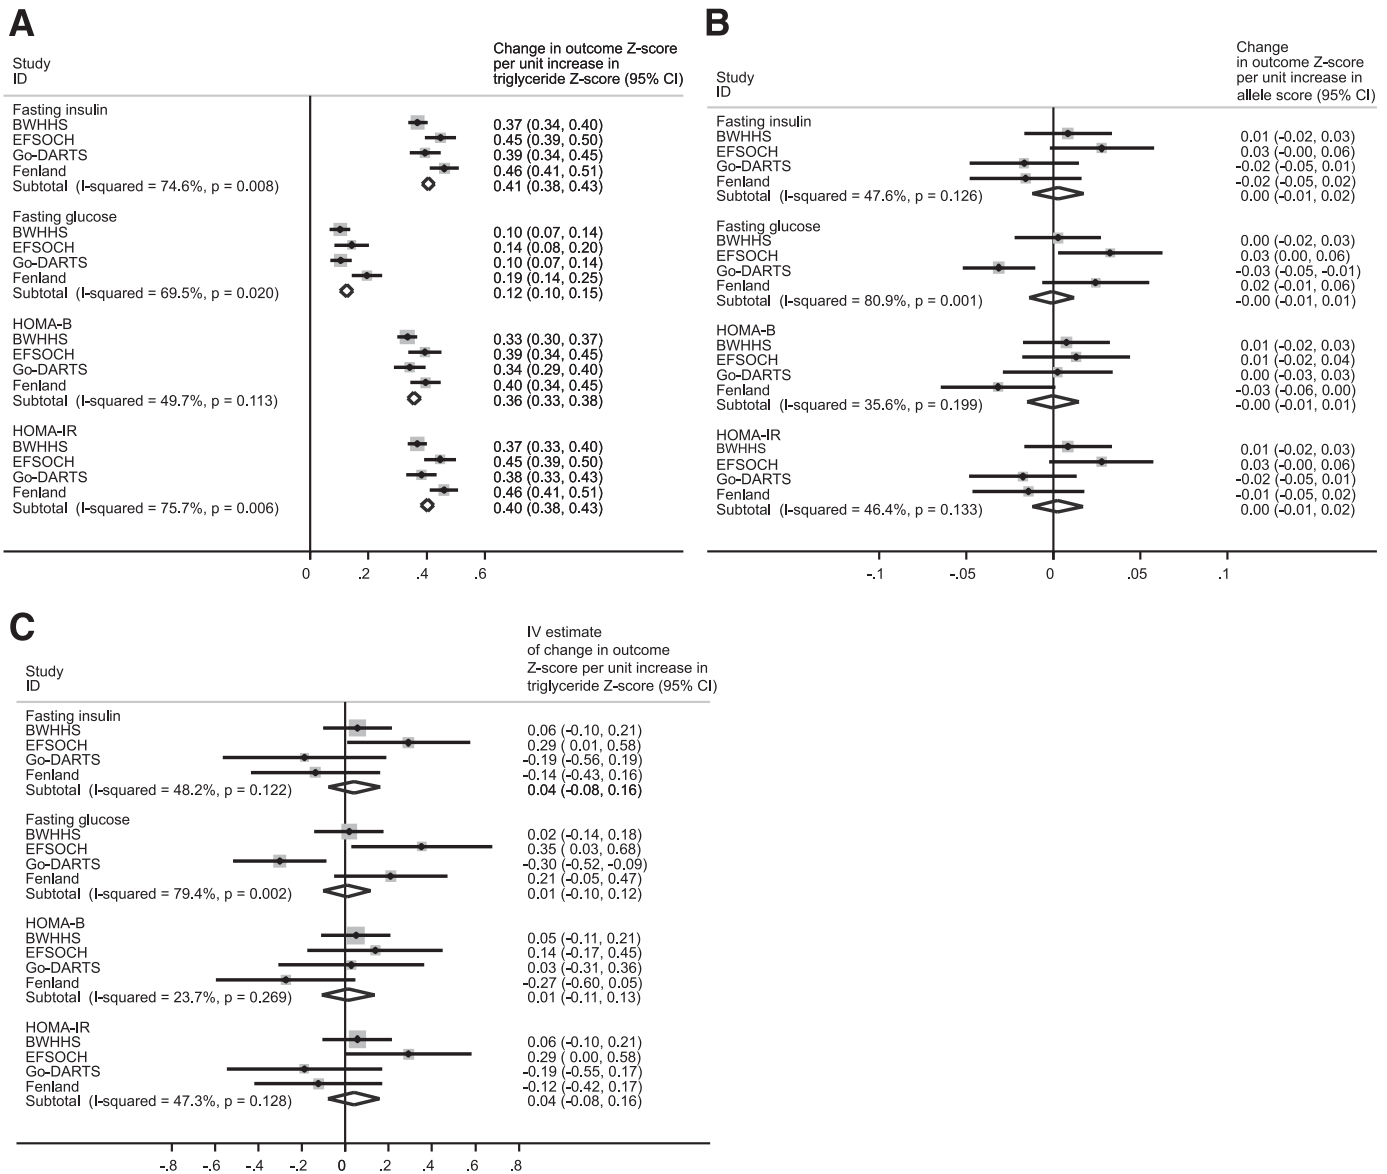 A
Study
ID
Change in outcome Z-score
per unit increase in
triglyceride Z-score (95% CI)
Fasting insulin
BWHHS 0.37 (0.34, 0.40)
EFSOCH 0.45 (0.39, 0.50)
Go-DARTS 0.39 (0.34, 0.45)
Fenland 0.46 (0.41, 0.51)
Subtotal (I-squared = 74.6%, p = 0.008) 0.41 (0.38, 0.43)
Fasting glucose
BWHHS 0.10 (0.07, 0.14)
EFSOCH 0.14 (0.08, 0.20)
Go-DARTS 0.10 (0.07, 0.14)
Fenland 0.19 (0.14, 0.25)
Subtotal (I-squared = 69.5%, p = 0.020) 0.12 (0.10, 0.15)
HOMA-B
BWHHS 0.33 (0.30, 0.37)
EFSOCH 0.39 (0.34, 0.45)
Go-DARTS 0.34 (0.29, 0.40)
Fenland 0.40 (0.34, 0.45)
Subtotal (I-squared = 49.7%, p = 0.113) 0.36 (0.33, 0.38)
HOMA-IR
BWHHS 0.37 (0.33, 0.40)
EFSOCH 0.45 (0.39, 0.50)
Go-DARTS 0.38 (0.33, 0.43)
Fenland 0.46 (0.41, 0.51)
Subtotal (I-squared = 75.7%, p = 0.006) 0.40 (0.38, 0.43)
0 .2 .4 .6
B
Study
ID
Change
in outcome Z-score
per unit increase in
allele score (95% CI)
Fasting insulin
BWHHS 0.01 (-0.02, 0.03)
EFSOCH 0.03 (-0.00, 0.06)
Go-DARTS -0.02 (-0.05, 0.01)
Fenland -0.02 (-0.05, 0.02)
Subtotal (I-squared = 47.6%, p = 0.126) 0.00 (-0.01, 0.02)
Fasting glucose
BWHHS 0.00 (-0.02, 0.03)
EFSOCH 0.03 (0.00, 0.06)
Go-DARTS -0.03 (-0.05, -0.01)
Fenland 0.02 (-0.01, 0.06)
Subtotal (I-squared = 80.9%, p = 0.001) -0.00 (-0.01, 0.01)
HOMA-B
BWHHS 0.01 (-0.02, 0.03)
EFSOCH 0.01 (-0.02, 0.04)
Go-DARTS 0.00 (-0.03, 0.03)
Fenland -0.03 (-0.06, 0.00)
Subtotal (I-squared = 35.6%, p = 0.199) -0.00 (-0.01, 0.01)
HOMA-IR
BWHHS 0.01 (-0.02, 0.03)
EFSOCH 0.03 (-0.00, 0.06)
Go-DARTS -0.02 (-0.05, 0.01)
Fenland -0.01 (-0.05, 0.02)
Subtotal (I-squared = 46.4%, p = 0.133) 0.00 (-0.01, 0.02)
-.1 -.05 0 .05 .1
C
Study
ID
IV estimate
of change in outcome
Z-score per unit increase in
triglyceride Z-score (95% CI)
Fasting insulin
BWHHS 0.06 (-0.10, 0.21)
EFSOCH 0.29 ( 0.01, 0.58)
Go-DARTS -0.19 (-0.56, 0.19)
Fenland -0.14 (-0.43, 0.16)
Subtotal (I-squared = 48.2%, p = 0.122) 0.04 (-0.08, 0.16)
Fasting glucose
BWHHS 0.02 (-0.14, 0.18)
EFSOCH 0.35 ( 0.03, 0.68)
Go-DARTS -0.30 (-0.52, -0.09)
Fenland 0.21 (-0.05, 0.47)
Subtotal (I-squared = 79.4%, p = 0.002) 0.01 (-0.10, 0.12)
HOMA-B
BWHHS 0.05 (-0.11, 0.21)
EFSOCH 0.14 (-0.17, 0.45)
Go-DARTS 0.03 (-0.31, 0.36)
Fenland -0.27 (-0.60, 0.05)
Subtotal (I-squared = 23.7%, p = 0.269) 0.01 (-0.11, 0.13)
HOMA-IR
BWHHS 0.06 (-0.10, 0.21)
EFSOCH 0.29 ( 0.00, 0.58)
Go-DARTS -0.19 (-0.55, 0.17)
Fenland -0.12 (-0.42, 0.17)
Subtotal (I-squared = 47.3%, p = 0.128) 0.04 (-0.08, 0.16)
-.8 -.6 -.4 -.2 0 .2 .4 .6 .8